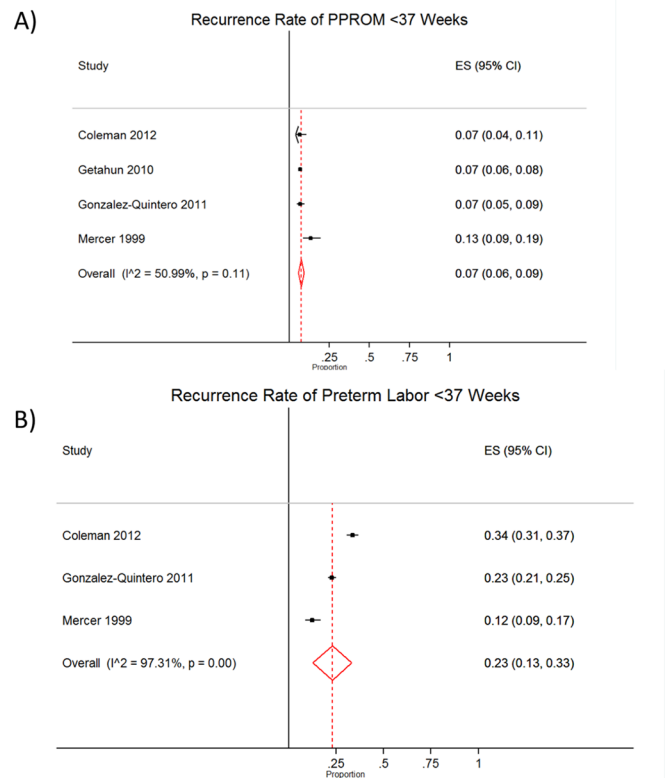 A)
Recurrence Rate of PPROM <37 Weeks
Study ES (95% CI)
Coleman 2012 0.07 (0.04, 0.11)
Getahun 2010 0.07 (0.06, 0.08)
Gonzalez-Quintero 2011 0.07 (0.05, 0.09)
Mercer 1999 0.13 (0.09, 0.19)
Overall (I^2 = 50.99%, p = 0.11) 0.07 (0.06, 0.09)
.25 .5 .75 1
Proportion
Recurrence Rate of Preterm Labor <37 Weeks
B)
Study ES (95% CI)
Coleman 2012 0.34 (0.31, 0.37)
Gonzalez-Quintero 2011 0.23 (0.21, 0.25)
Mercer 1999 0.12 (0.09, 0.17)
Overall (I^2 = 97.31%, p = 0.00) 0.23 (0.13, 0.33)
.25 .5 .75 1
Proportion